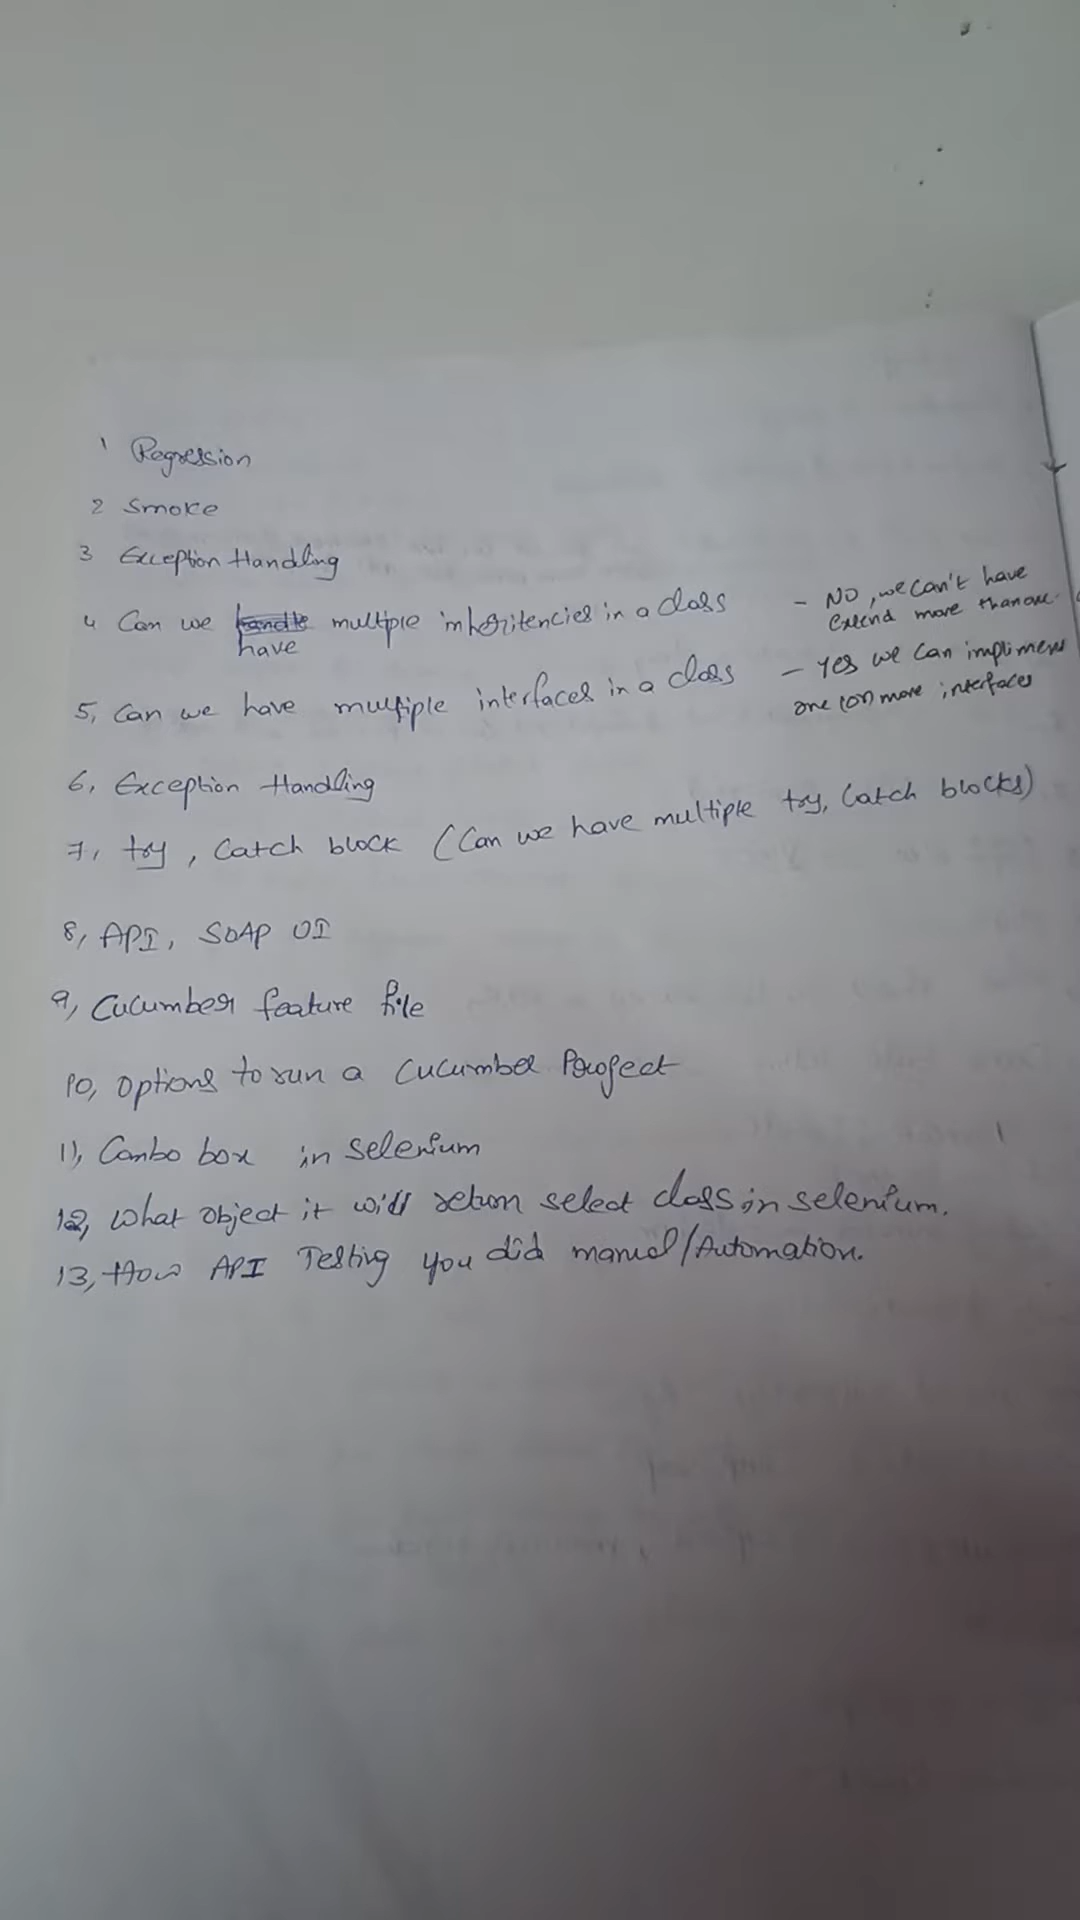 1 Regression
2 Smoke
3 Exception Handling
4 Can we handle multiple inheritencies in a class - NO, we can't have
have extend more than one.
5, Can we have multiple interfaces in a class - Yes we can impliment
one (or) more interfaces
6, Exception Handling
7, try, Catch block (Can we have multiple try, Catch blocks)
8, API, SOAP UI
9, Cucumber feature file
10, Options to run a Cucumber Project
11, Combo box in selenium
12, What object it will return select class in selenium.
13, How API Testing you did manual/Automation.